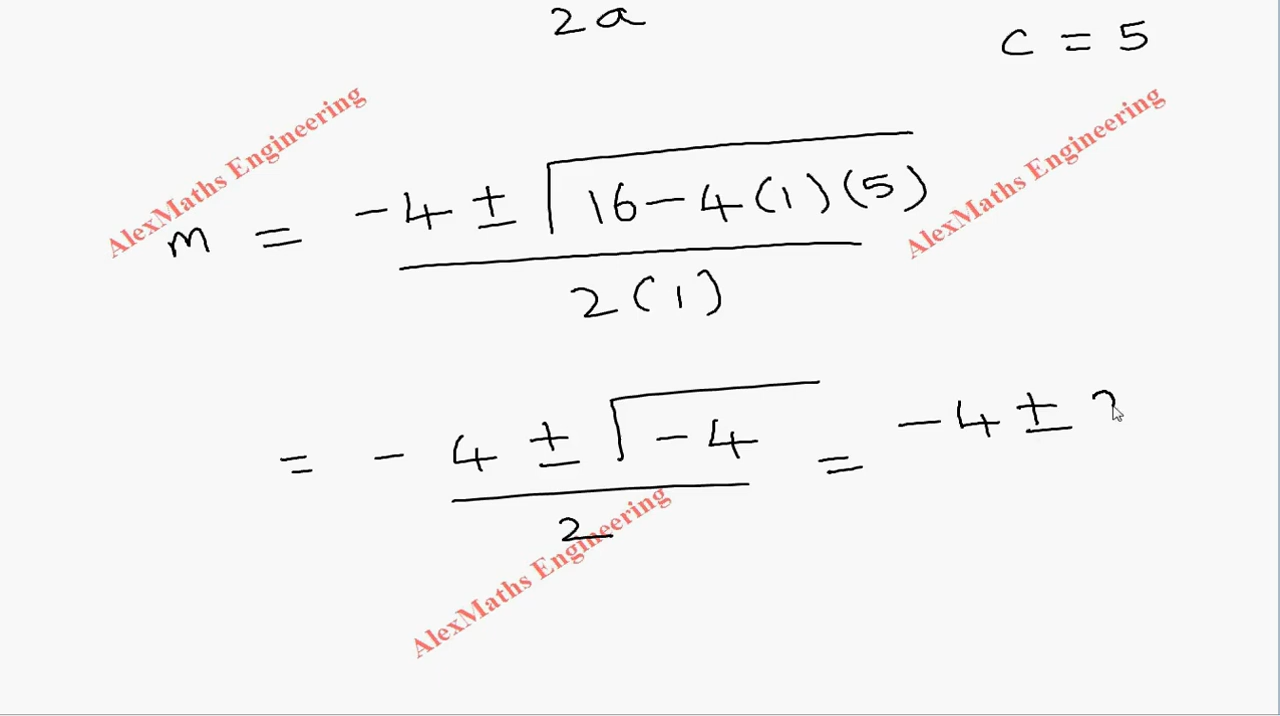 2a
c = 5
m = -4 ± √16-4(1)(5)
2(1)
= - 4 ± √-4 = -4 ±
2
AlexMaths Engineering
AlexMaths Engineering
AlexMaths Engineering